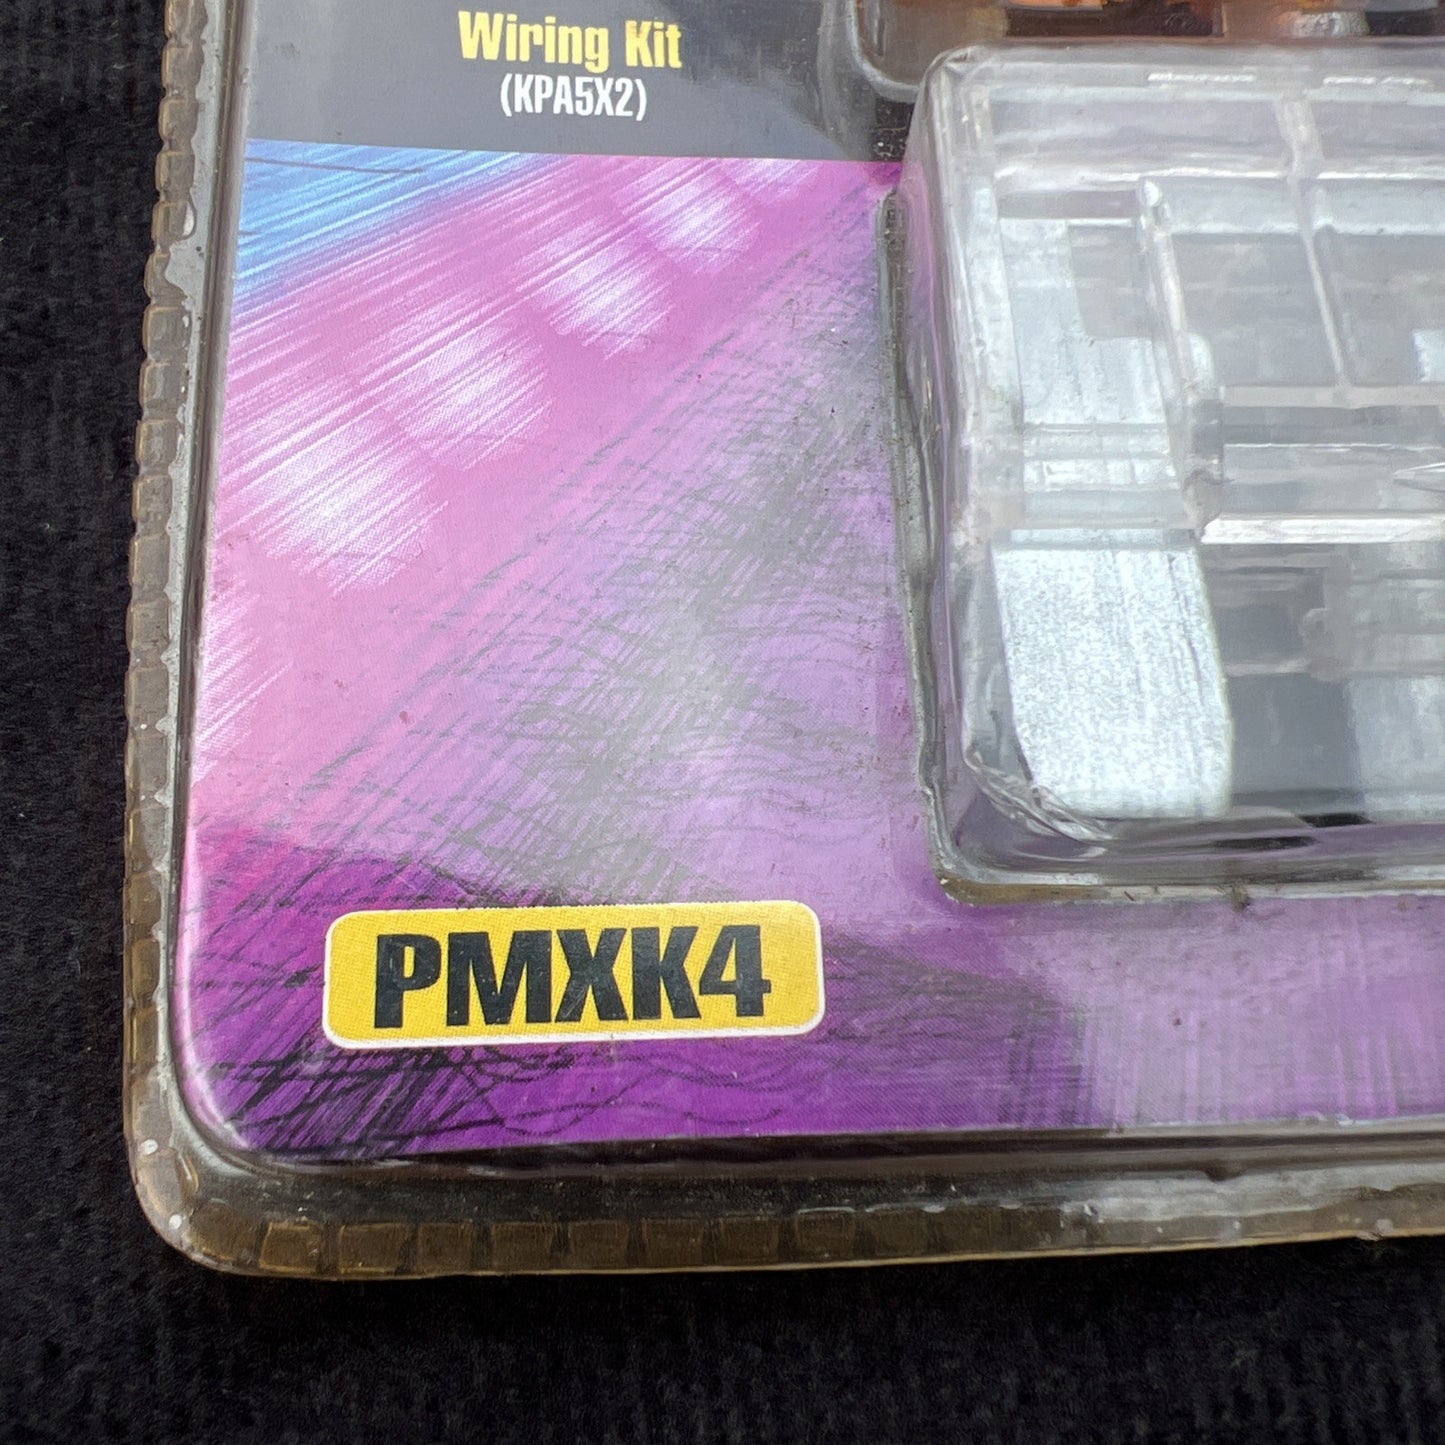 Wiring Kit
(KPA5X2)
PMXK4